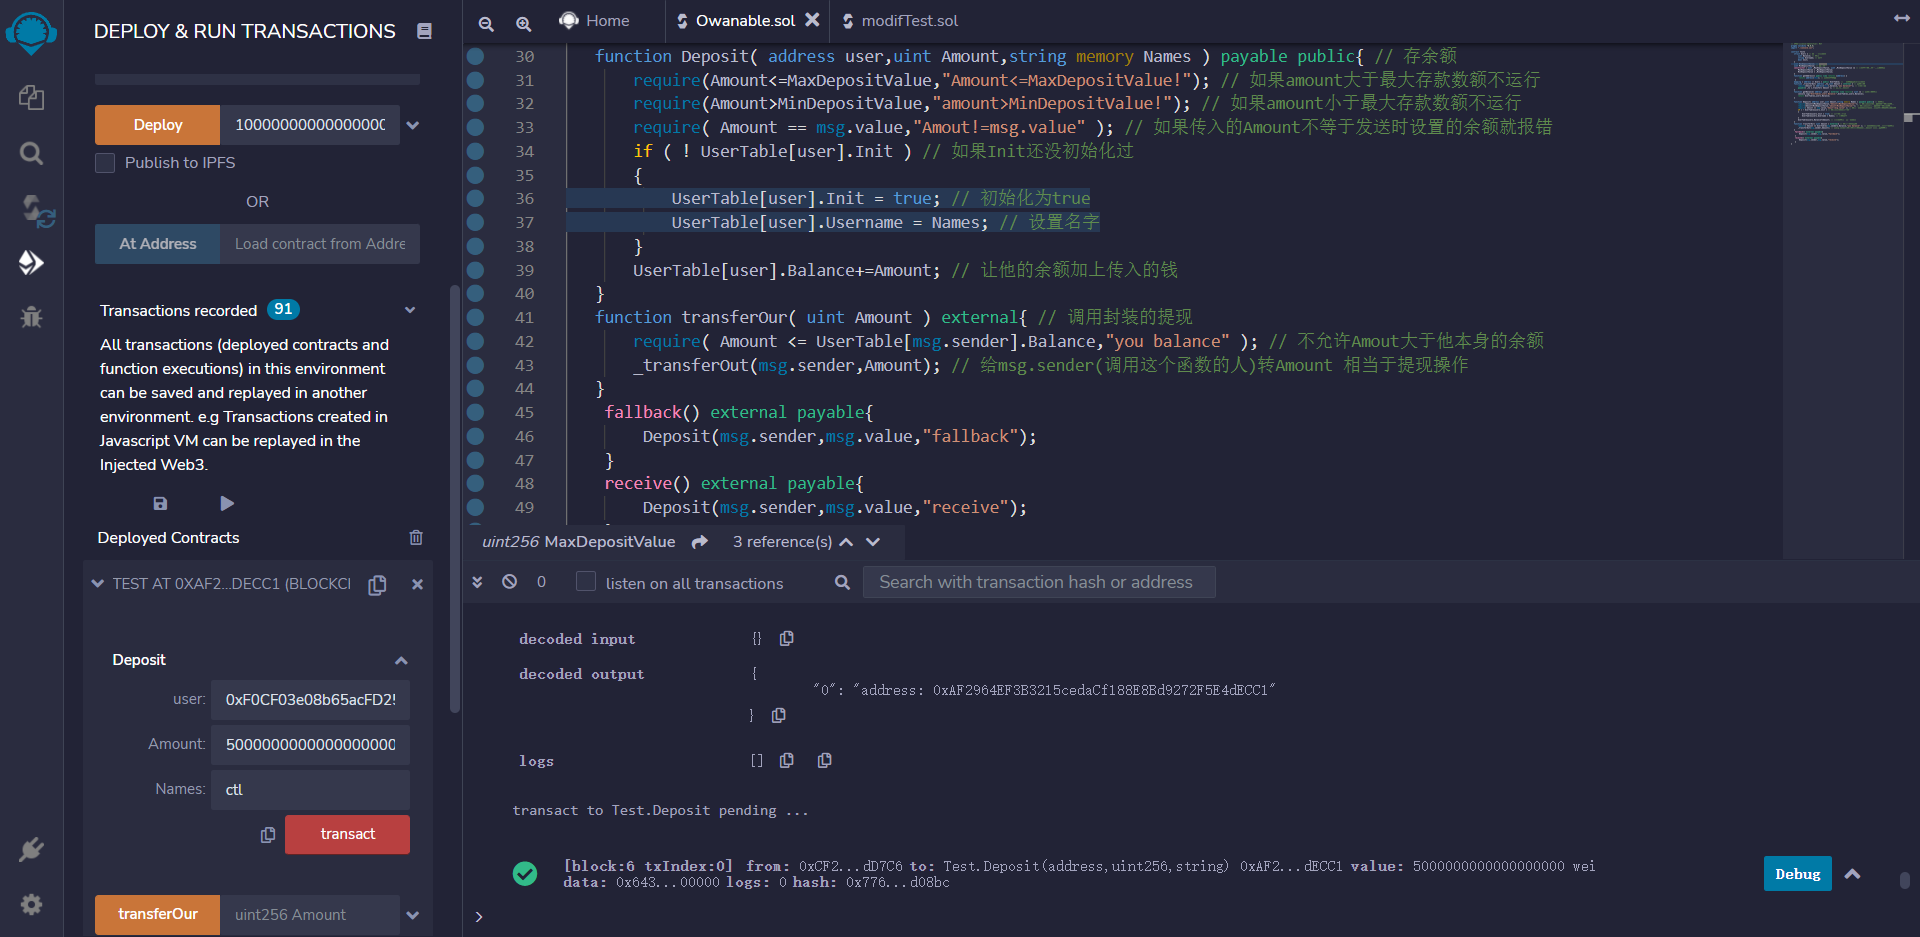 DEPLOY & RUN TRANSACTIONS
Deploy
10000000000000000
Publish to IPFS
OR
At Address
Load contract from Addre
Transactions recorded 91
All transactions (deployed contracts and
function executions) in this environment
can be saved and replayed in another
environment. e.g Transactions created in
Javascript VM can be replayed in the
Injected Web3.
Deployed Contracts
TEST AT 0XAF2...DECC1 (BLOCKCI
Deposit
user: 0xF0CF03e08b65acFD25
Amount: 5000000000000000000
Names: ctl
transact
transferOur
uint256 Amount
Home
Owanable.sol
modifTest.sol
30 function Deposit( address user,uint Amount,string memory Names ) payable public{ // 存余额
31 require(Amount<=MaxDepositValue,"Amount<=MaxDepositValue!"); // 如果amount大于最大存款数额不运行
32 require(Amount>MinDepositValue,"amount>MinDepositValue!"); // 如果amount小于最大存款数额不运行
33 require( Amount == msg.value,"Amout!=msg.value" ); // 如果传入的Amount不等于发送时设置的余额就报错
34 if ( ! UserTable[user].Init ) // 如果Init还没初始化过
35 {
36 UserTable[user].Init = true; // 初始化为true
37 UserTable[user].Username = Names; // 设置名字
38 }
39 UserTable[user].Balance+=Amount; // 让他的余额加上传入的钱
40 }
41 function transferOur( uint Amount ) external{ // 调用封装的提现
42 require( Amount <= UserTable[msg.sender].Balance,"you balance" ); // 不允许Amout大于他本身的余额
43 _transferOut(msg.sender,Amount); // 给msg.sender(调用这个函数的人)转Amount 相当于提现操作
44 }
45 fallback() external payable{
46 Deposit(msg.sender,msg.value,"fallback");
47 }
48 receive() external payable{
49 Deposit(msg.sender,msg.value,"receive");
uint256 MaxDepositValue 3 reference(s)
0 listen on all transactions Search with transaction hash or address
decoded input {}
decoded output {
"0": "address: 0xAF2964EF3B3215cedaCf188E8Bd9272F5E4dECC1"
}
logs []
transact to Test.Deposit pending ...
[block:6 txIndex:0] from: 0xCF2...dD7C6 to: Test.Deposit(address,uint256,string) 0xAF2...dECC1 value: 5000000000000000000 wei
data: 0x643...00000 logs: 0 hash: 0x776...d08bc
Debug
>